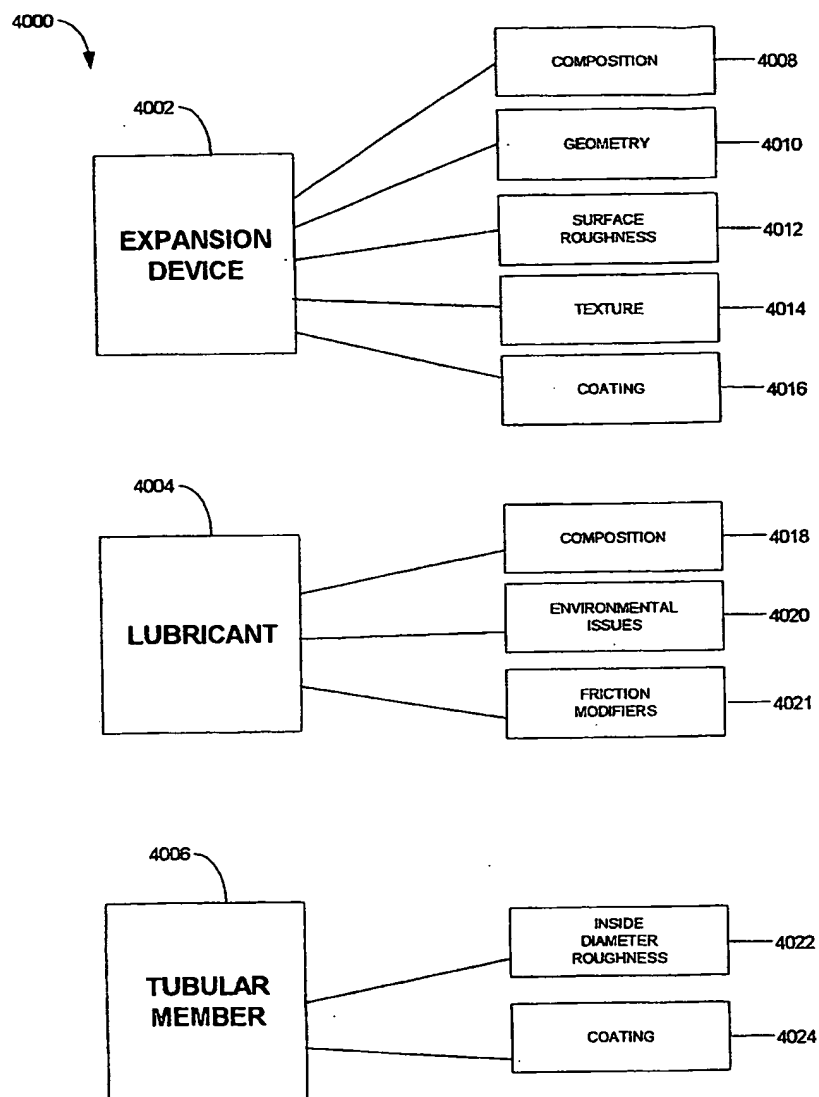 4000
4002
EXPANSION
DEVICE
COMPOSITION
4008
GEOMETRY
4010
SURFACE
ROUGHNESS
4012
TEXTURE
4014
COATING
4016
4004
LUBRICANT
COMPOSITION
4018
ENVIRONMENTAL
ISSUES
4020
FRICTION
MODIFIERS
4021
4006
TUBULAR
MEMBER
INSIDE
DIAMETER
ROUGHNESS
4022
COATING
4024